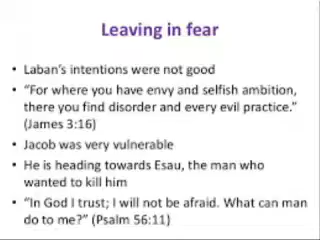 Leaving in fear
• Laban's intentions were not good
• “For where you have envy and selfish ambition,
there you find disorder and every evil practice.”
(James 3:16)
• Jacob was very vulnerable
• He is heading towards Esau, the man who
wanted to kill him
• “In God I trust; I will not be afraid. What can man
do to me?” (Psalm 56:11)